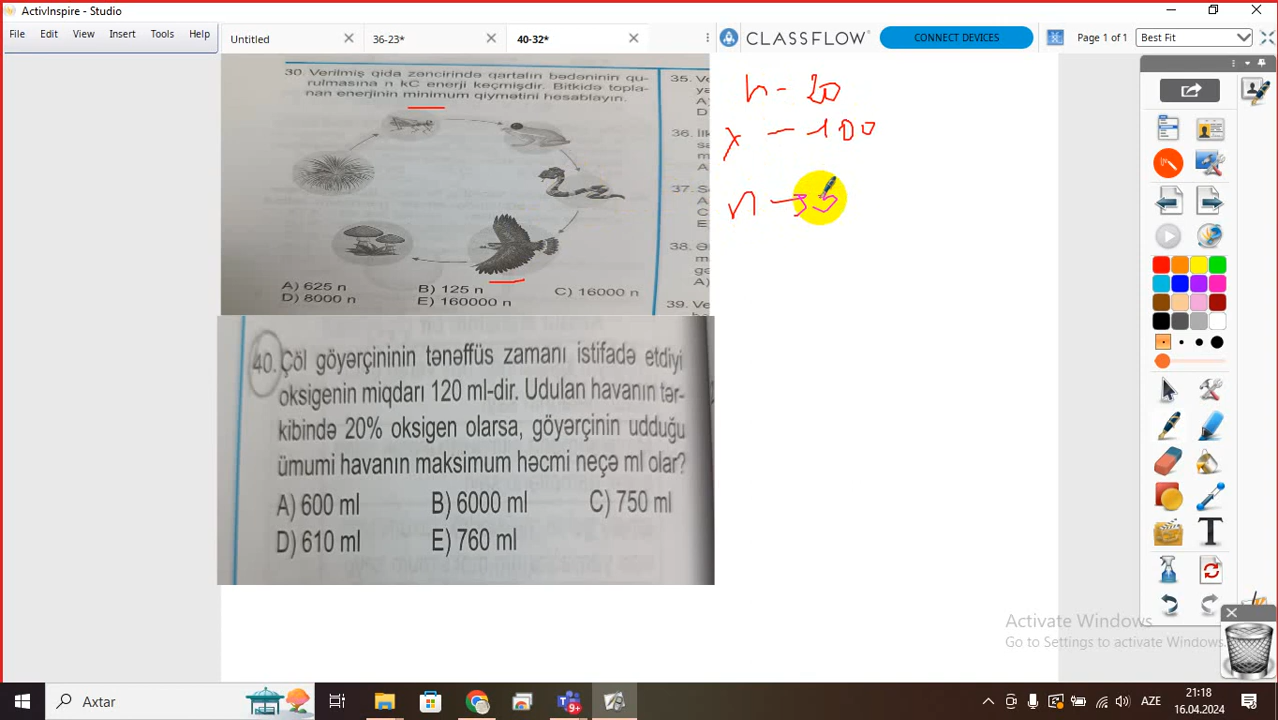 ActivInspire - Studio
File Edit View Insert Tools Help
Untitled
36-23*
40-32*
CLASSFLOW
CONNECT DEVICES
Page 1 of 1
Best Fit
30. Verilmiş qida zəncirində qartalın bədəninin qu-
rulmasına n kC enerji keçmişdir. Bitkidə topla-
nan enerjinin minimum qiymətini hesablayın.
A) 625 n B) 125 n C) 16000 n
D) 8000 n E) 160000 n
35. Ve
A)
D
36. İl
37. S
A
C
E
38.
A)
39. Ve
n - 20
x - 100
n - 33
40. Çöl göyərçininin tənəffüs zamanı istifadə etdiyi
oksigenin miqdarı 120 ml-dir. Udulan havanın tər-
kibində 20% oksigen olarsa, göyərçinin udduğu
ümumi havanın maksimum həcmi neçə ml olar?
A) 600 ml B) 6000 ml C) 750 ml
D) 610 ml E) 760 ml
Activate Windows
Go to Settings to activate Windows.
Axtar
9+
AZE
21:18
16.04.2024